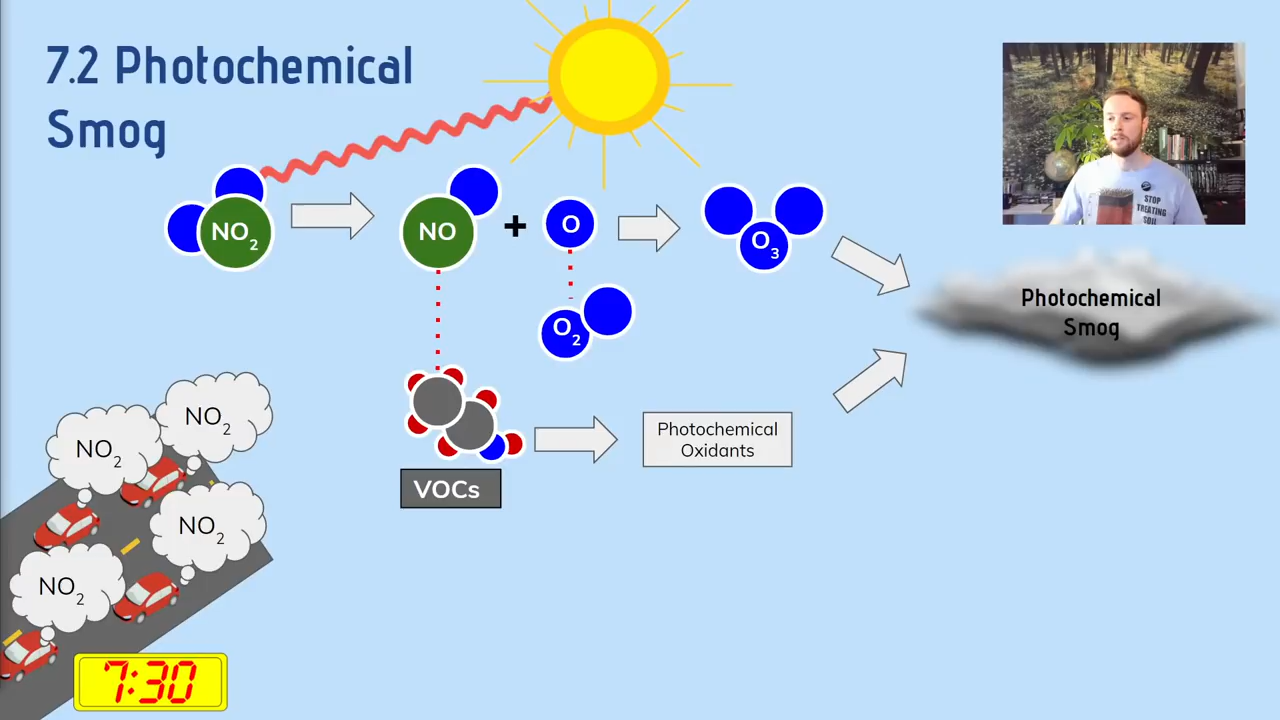 7.2 Photochemical
Smog
NO2
NO
+
O
O3
O2
Photochemical
Smog
STOP
TREATING
SOIL
NO2
NO2
NO2
NO2
VOCs
Photochemical
Oxidants
7:30